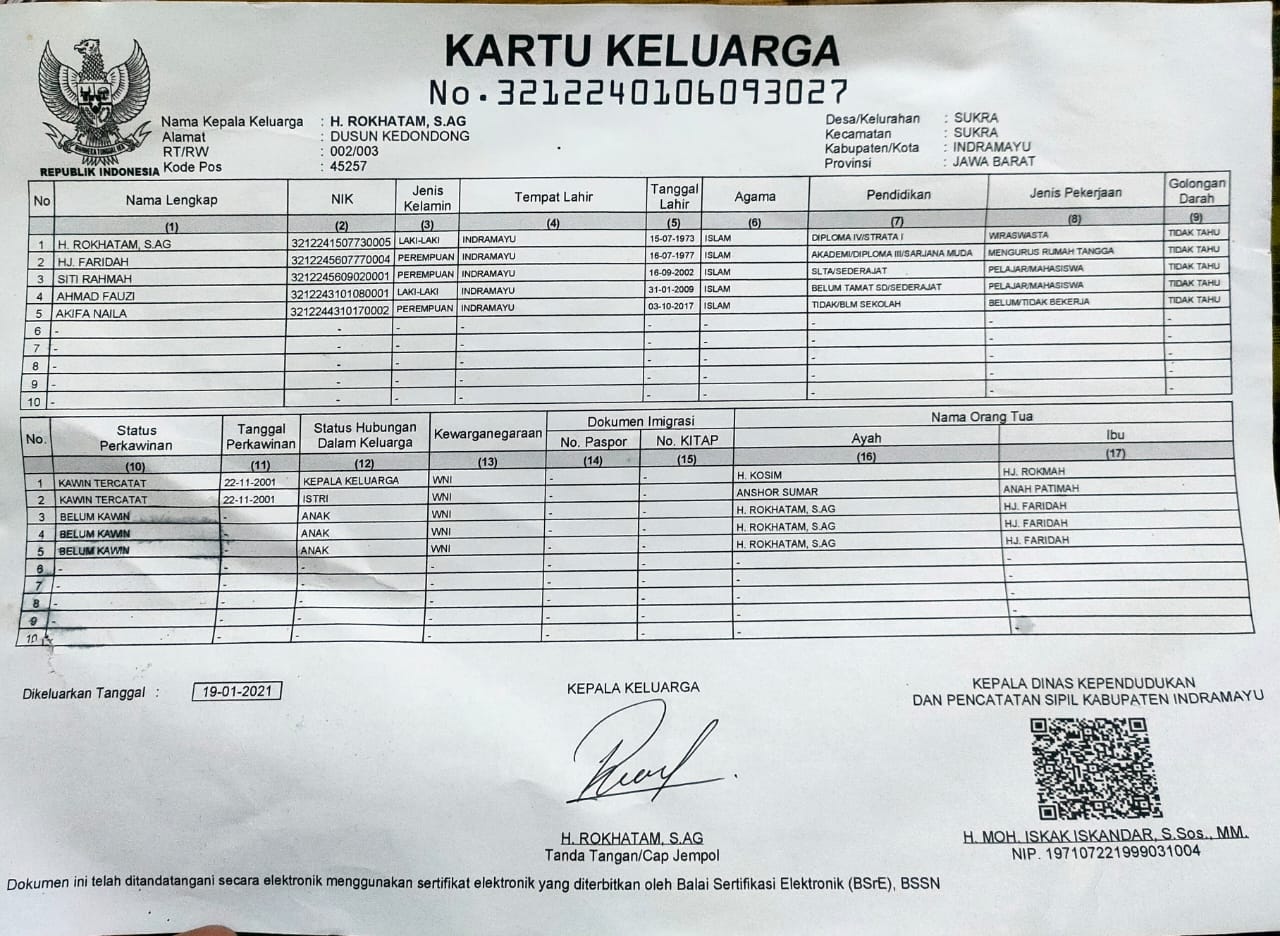 KARTU KELUARGA
No. 3212240106093027
REPUBLIK INDONESIA
Nama Kepala Keluarga : H. ROKHATAM, S.AG
Alamat : DUSUN KEDONDONG
RT/RW : 002/003
Kode Pos : 45257
Desa/Kelurahan : SUKRA
Kecamatan : SUKRA
Kabupaten/Kota : INDRAMAYU
Provinsi : JAWA BARAT
No Nama Lengkap NIK Jenis Kelamin Tempat Lahir Tanggal Lahir Agama Pendidikan Jenis Pekerjaan Golongan Darah
(1) (2) (3) (4) (5) (6) (7) (8) (9)
1 H. ROKHATAM, S.AG 3212241507730005 LAKI-LAKI INDRAMAYU 15-07-1973 ISLAM DIPLOMA IV/STRATA I WIRASWASTA TIDAK TAHU
2 HJ. FARIDAH 3212245607770004 PEREMPUAN INDRAMAYU 16-07-1977 ISLAM AKADEMI/DIPLOMA III/SARJANA MUDA MENGURUS RUMAH TANGGA TIDAK TAHU
3 SITI RAHMAH 3212245609020001 PEREMPUAN INDRAMAYU 16-09-2002 ISLAM SLTA/SEDERAJAT PELAJAR/MAHASISWA TIDAK TAHU
4 AHMAD FAUZI 3212243101080001 LAKI-LAKI INDRAMAYU 31-01-2009 ISLAM BELUM TAMAT SD/SEDERAJAT PELAJAR/MAHASISWA TIDAK TAHU
5 AKIFA NAILA 3212244310170002 PEREMPUAN INDRAMAYU 03-10-2017 ISLAM TIDAK/BLM SEKOLAH BELUM/TIDAK BEKERJA TIDAK TAHU
6 - - - - - -
7 - - - - - -
8 - - - - - -
9 - - - - - -
10 - - - - - -
No. Status Perkawinan Tanggal Perkawinan Status Hubungan Dalam Keluarga Kewarganegaraan Dokumen Imigrasi Nama Orang Tua
No. Paspor No. KITAP Ayah Ibu
(10) (11) (12) (13) (14) (15) (16) (17)
1 KAWIN TERCATAT 22-11-2001 KEPALA KELUARGA WNI - - H. KOSIM HJ. ROKMAH
2 KAWIN TERCATAT 22-11-2001 ISTRI WNI - - ANSHOR SUMAR ANAH PATIMAH
3 BELUM KAWIN - ANAK WNI - - H. ROKHATAM, S.AG HJ. FARIDAH
4 BELUM KAWIN - ANAK WNI - - H. ROKHATAM, S.AG HJ. FARIDAH
5 BELUM KAWIN - ANAK WNI - - H. ROKHATAM, S.AG HJ. FARIDAH
6 - - - - - - - -
7 - - - - - - - -
8 - - - - - - - -
9 - - - - - - - -
10 - - - - - - -
Dikeluarkan Tanggal : 19-01-2021
KEPALA KELUARGA
H. ROKHATAM, S.AG
Tanda Tangan/Cap Jempol
KEPALA DINAS KEPENDUDUKAN
DAN PENCATATAN SIPIL KABUPATEN INDRAMAYU
H. MOH. ISKAK ISKANDAR, S.Sos., MM.
NIP. 197107221999031004
Dokumen ini telah ditandatangani secara elektronik menggunakan sertifikat elektronik yang diterbitkan oleh Balai Sertifikasi Elektronik (BSrE), BSSN